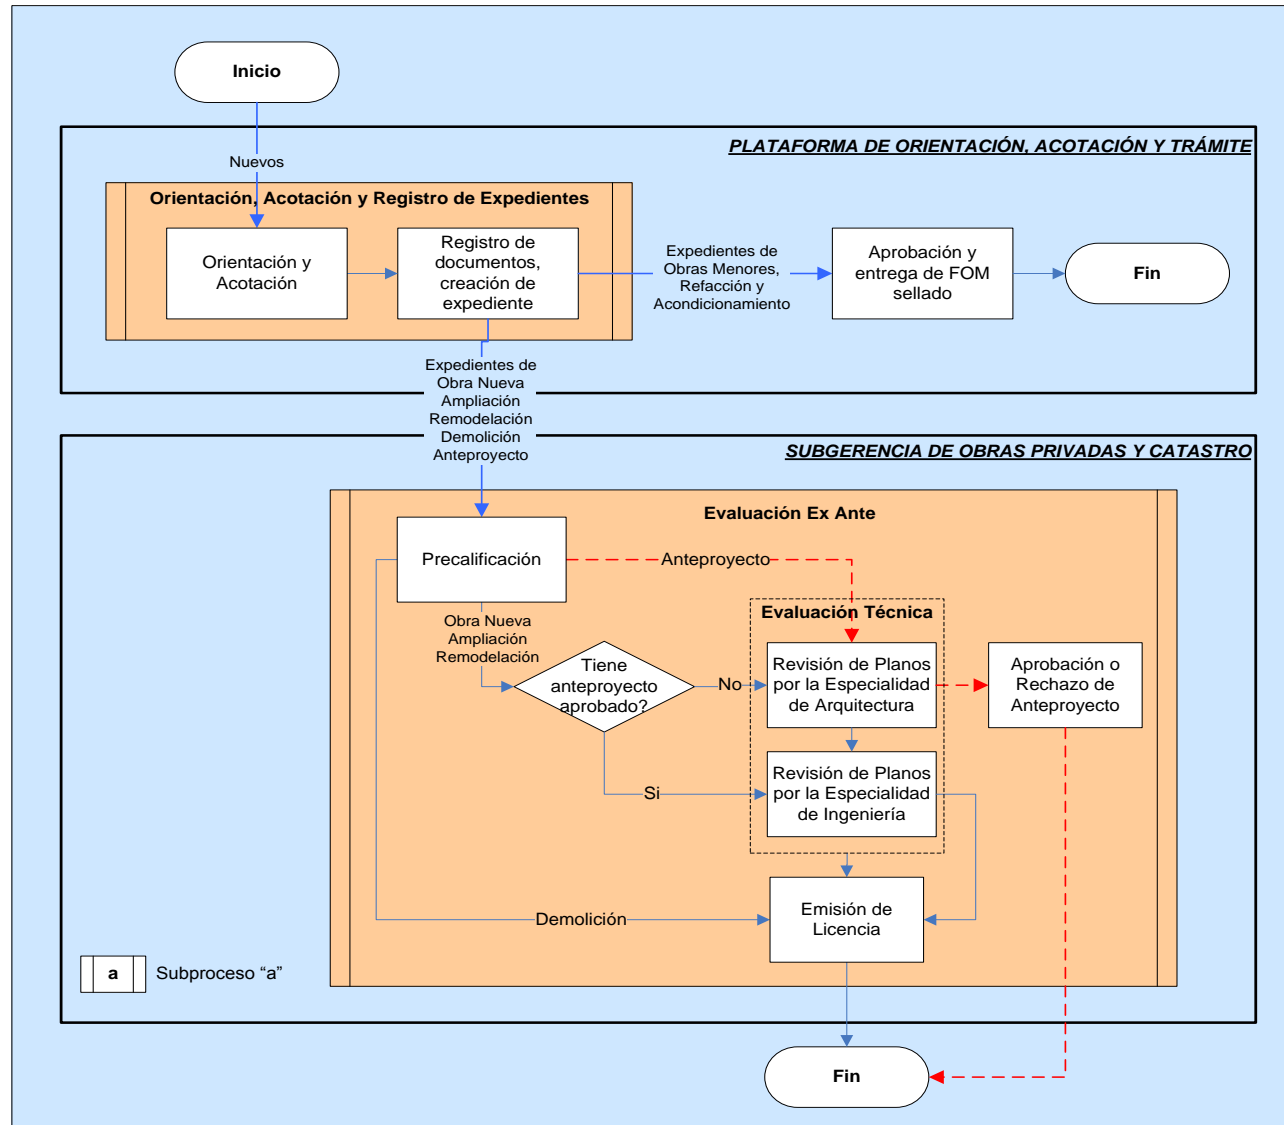 Inicio
PLATAFORMA DE ORIENTACIÓN, ACOTACIÓN Y TRÁMITE
Nuevos
Orientación, Acotación y Registro de Expedientes
Orientación y
Acotación
Registro de
documentos,
creación de
expediente
Expedientes de
Obras Menores,
Refacción y
Acondicionamiento
Aprobación y
entrega de FOM
sellado
Fin
Expedientes de
Obra Nueva
Ampliación
Remodelación
Demolición
Anteproyecto
SUBGERENCIA DE OBRAS PRIVADAS Y CATASTRO
Evaluación Ex Ante
Precalificación
Anteproyecto
Obra Nueva
Ampliación
Remodelación
Tiene
anteproyecto
aprobado?
No
Si
Evaluación Técnica
Revisión de Planos
por la Especialidad
de Arquitectura
Aprobación o
Rechazo de
Anteproyecto
Revisión de Planos
por la Especialidad
de Ingeniería
Demolición
Emisión de
Licencia
a
Subproceso “a”
Fin